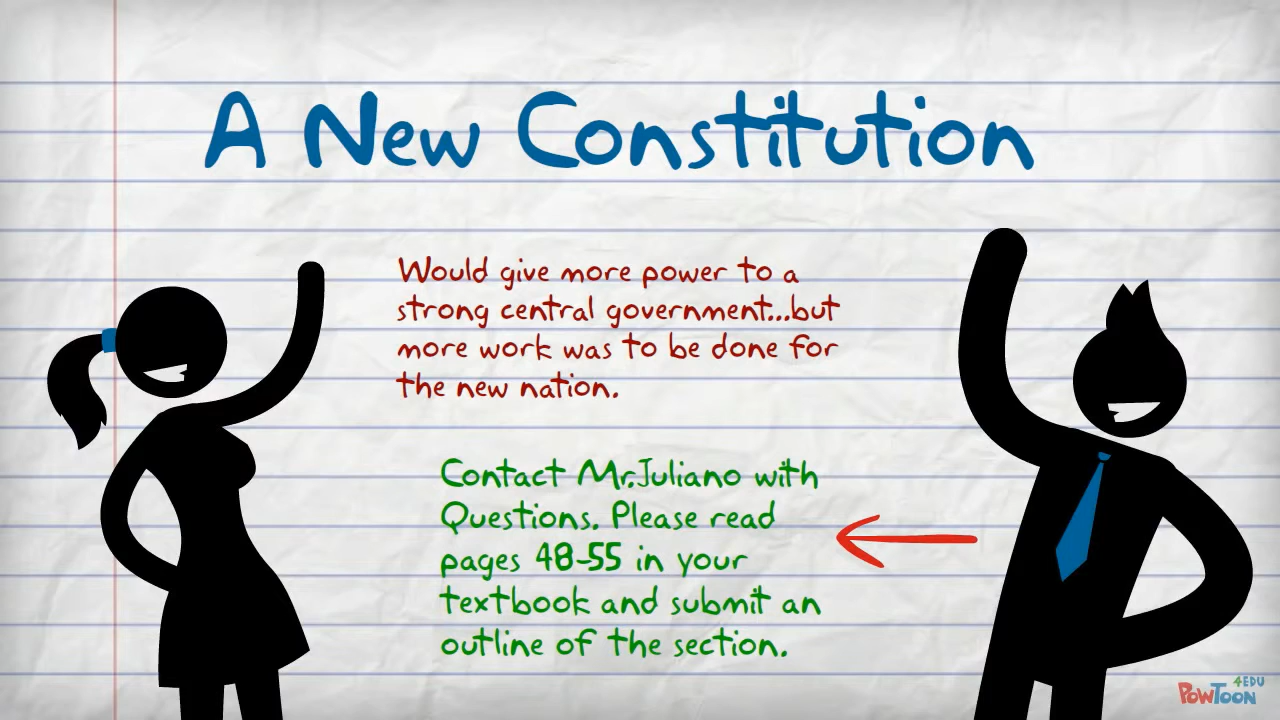 A New Constitution
Would give more power to a
strong central government...but
more work was to be done for
the new nation.
Contact Mr.Juliano with
Questions. Please read
pages 48-55 in your
textbook and submit an
outline of the section.
4EDU
PowToon